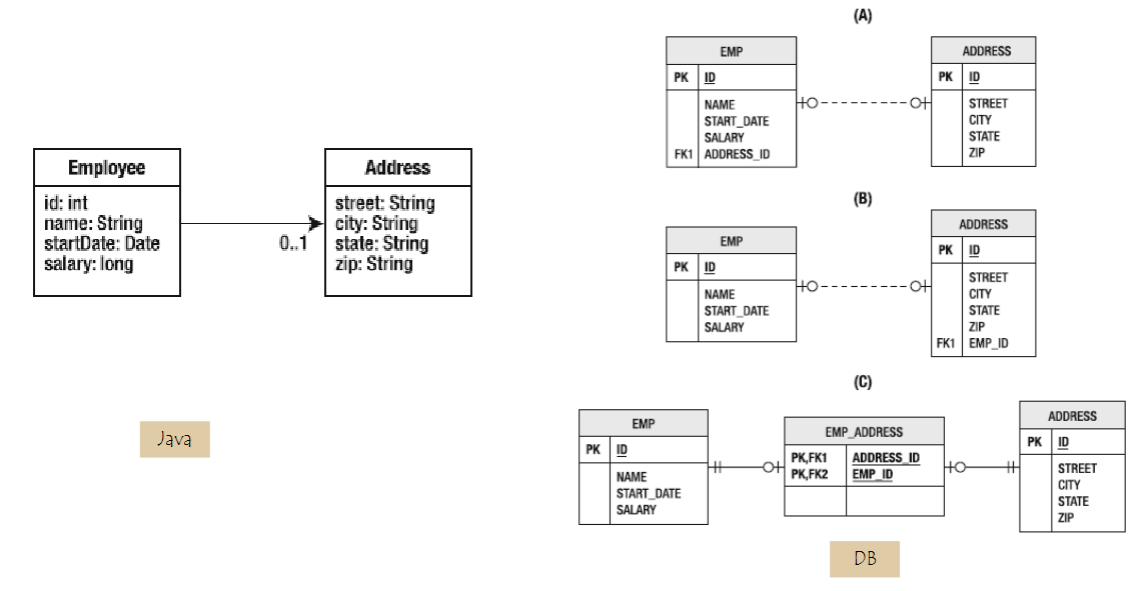 Employee
id: int
name: String
startDate: Date
salary: long
0..1
Address
street: String
city: String
state: String
zip: String
Java
(A)
EMP
PK ID
NAME
START_DATE
SALARY
FK1 ADDRESS_ID
ADDRESS
PK ID
STREET
CITY
STATE
ZIP
(B)
EMP
PK ID
NAME
START_DATE
SALARY
ADDRESS
PK ID
STREET
CITY
STATE
ZIP
FK1 EMP_ID
(C)
EMP
PK ID
NAME
START_DATE
SALARY
EMP_ADDRESS
PK,FK1 ADDRESS_ID
PK,FK2 EMP_ID
ADDRESS
PK ID
STREET
CITY
STATE
ZIP
DB